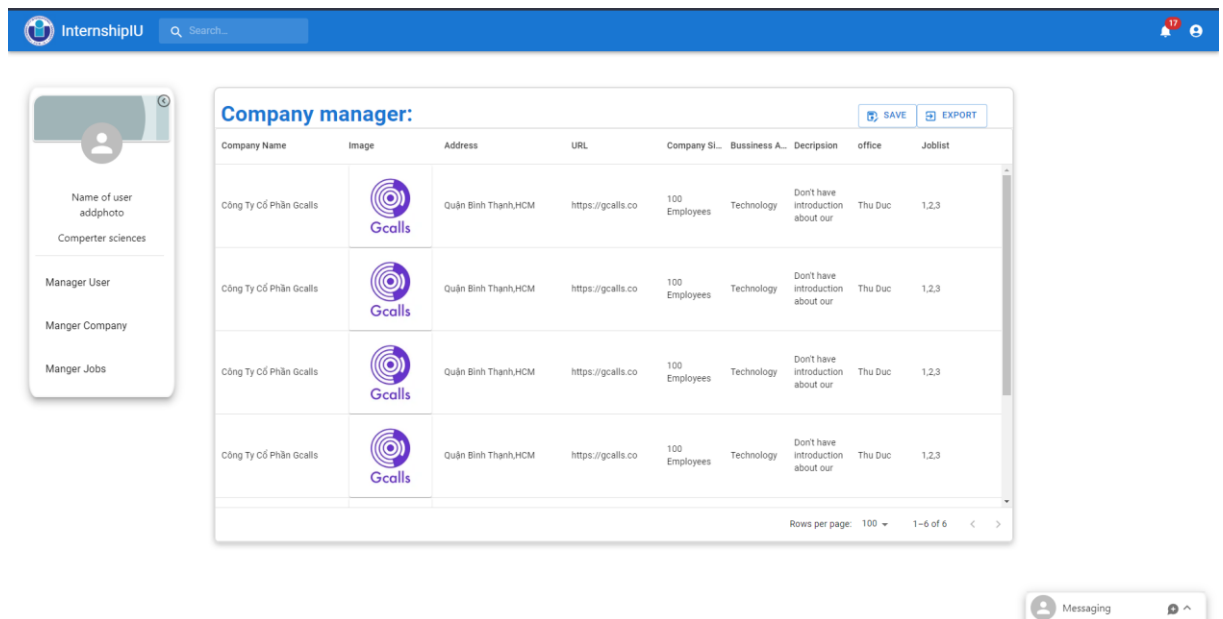 InternshipIU
Search...
17
Name of user
addphoto
Comperter sciences
Manager User
Manger Company
Manger Jobs
Company manager:
SAVE
EXPORT
Company Name Image Address URL Company Si... Bussiness A... Decripsion office Joblist
Công Ty Cổ Phần Gcalls Gcalls Quận Bình Thạnh,HCM https://gcalls.co 100 Employees Technology Don't have introduction about our Thu Duc 1,2,3
Công Ty Cổ Phần Gcalls Gcalls Quận Bình Thạnh,HCM https://gcalls.co 100 Employees Technology Don't have introduction about our Thu Duc 1,2,3
Công Ty Cổ Phần Gcalls Gcalls Quận Bình Thạnh,HCM https://gcalls.co 100 Employees Technology Don't have introduction about our Thu Duc 1,2,3
Công Ty Cổ Phần Gcalls Gcalls Quận Bình Thạnh,HCM https://gcalls.co 100 Employees Technology Don't have introduction about our Thu Duc 1,2,3
Rows per page: 100 1–6 of 6
Messaging